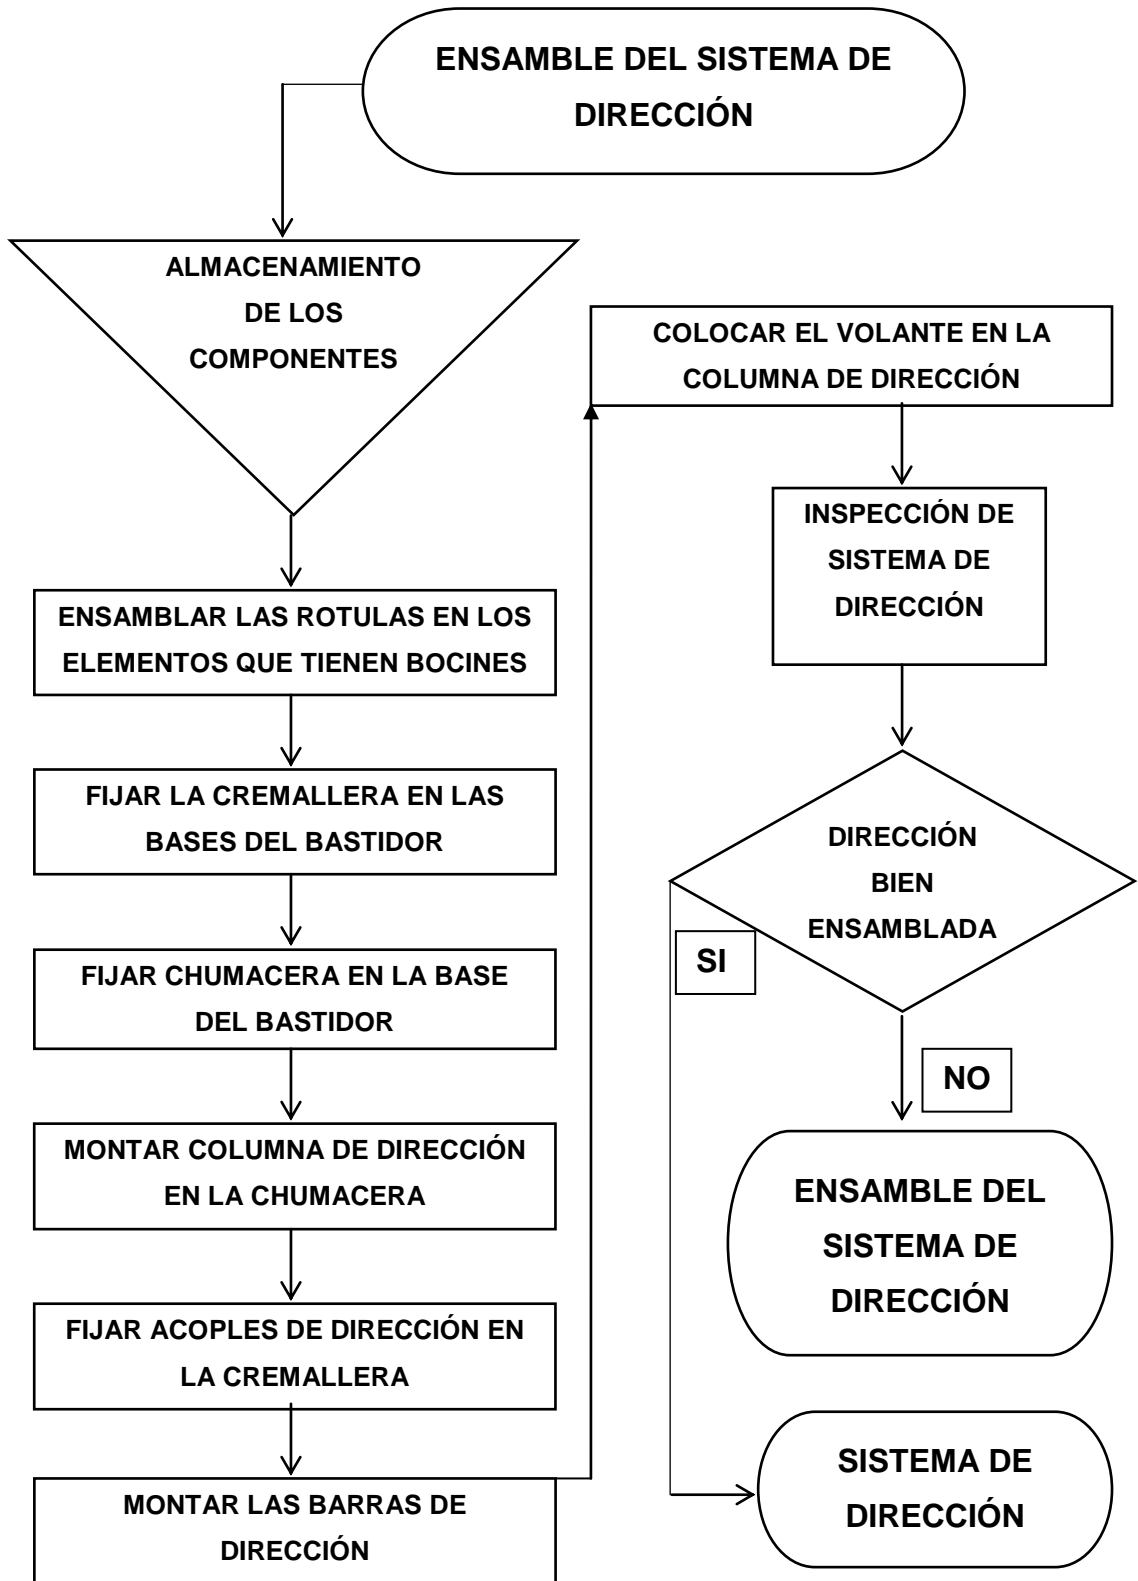 ENSAMBLE DEL SISTEMA DE
DIRECCIÓN
ALMACENAMIENTO
DE LOS
COMPONENTES
ENSAMBLAR LAS ROTULAS EN LOS
ELEMENTOS QUE TIENEN BOCINES
FIJAR LA CREMALLERA EN LAS
BASES DEL BASTIDOR
FIJAR CHUMACERA EN LA BASE
DEL BASTIDOR
MONTAR COLUMNA DE DIRECCIÓN
EN LA CHUMACERA
FIJAR ACOPLES DE DIRECCIÓN EN
LA CREMALLERA
MONTAR LAS BARRAS DE
DIRECCIÓN
COLOCAR EL VOLANTE EN LA
COLUMNA DE DIRECCIÓN
INSPECCIÓN DE
SISTEMA DE
DIRECCIÓN
DIRECCIÓN
BIEN
ENSAMBLADA
SI
NO
ENSAMBLE DEL
SISTEMA DE
DIRECCIÓN
SISTEMA DE
DIRECCIÓN